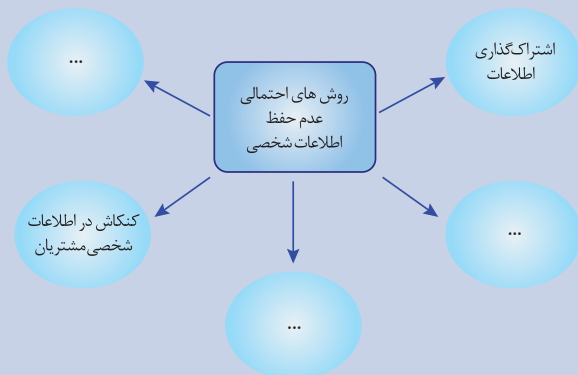 روش های احتمالی
عدم حفظ
اطلاعات شخصی
اشتراک‌گذاری
اطلاعات
...
...
کنکاش در اطلاعات
شخصی مشتریان
...